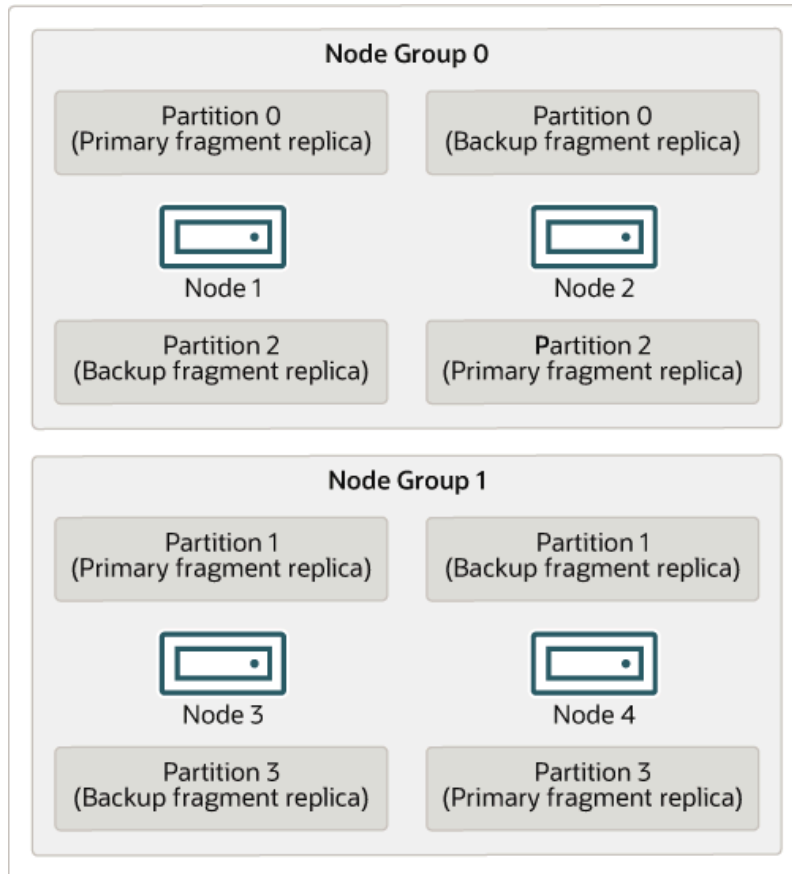 Node Group 0
Partition 0
(Primary fragment replica)
Partition 0
(Backup fragment replica)
Node 1
Node 2
Partition 2
(Backup fragment replica)
Partition 2
(Primary fragment replica)
Node Group 1
Partition 1
(Primary fragment replica)
Partition 1
(Backup fragment replica)
Node 3
Node 4
Partition 3
(Backup fragment replica)
Partition 3
(Primary fragment replica)